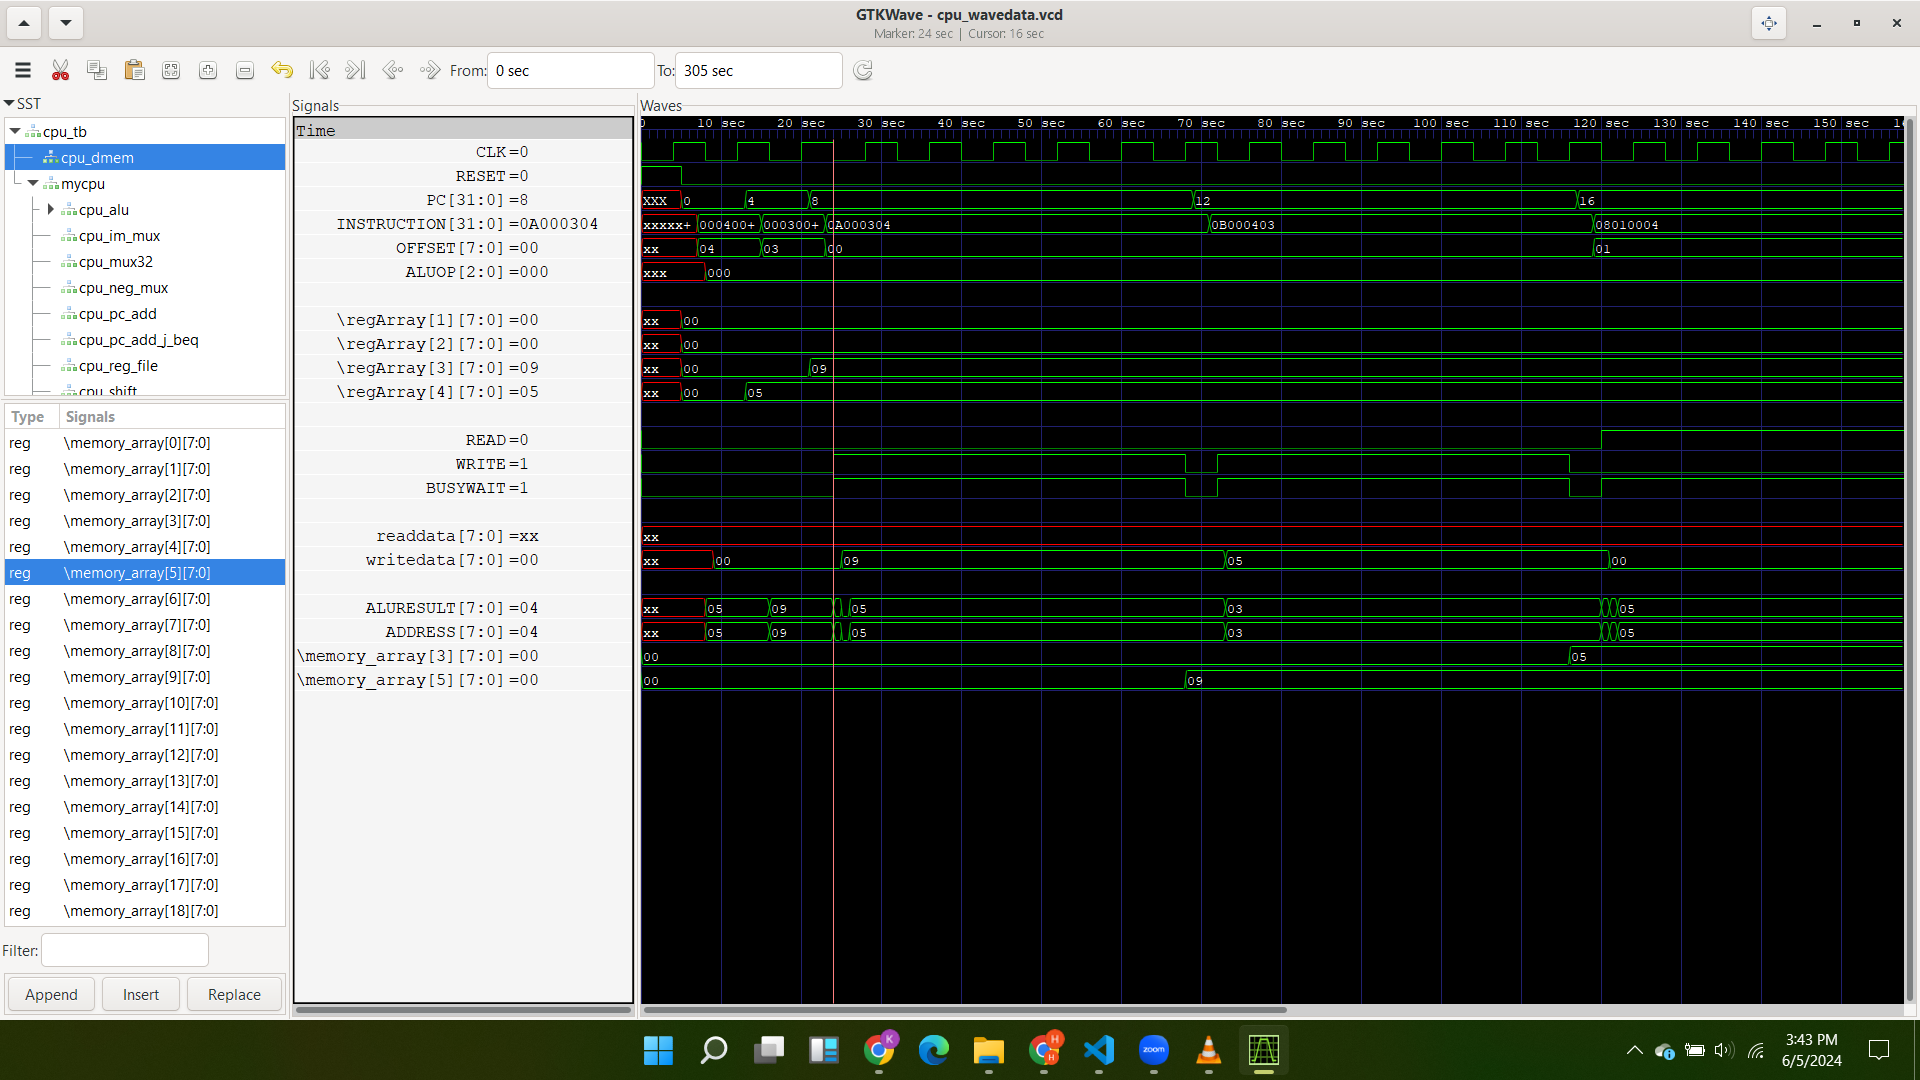 GTKWave - cpu_wavedata.vcd
Marker: 24 sec | Cursor: 16 sec
From: 0 sec To: 305 sec
SST
cpu_tb
cpu_dmem
mycpu
cpu_alu
cpu_im_mux
cpu_mux32
cpu_neg_mux
cpu_pc_add
cpu_pc_add_j_beq
cpu_reg_file
cpu_shift
Type Signals
reg \memory_array[0][7:0]
reg \memory_array[1][7:0]
reg \memory_array[2][7:0]
reg \memory_array[3][7:0]
reg \memory_array[4][7:0]
reg \memory_array[5][7:0]
reg \memory_array[6][7:0]
reg \memory_array[7][7:0]
reg \memory_array[8][7:0]
reg \memory_array[9][7:0]
reg \memory_array[10][7:0]
reg \memory_array[11][7:0]
reg \memory_array[12][7:0]
reg \memory_array[13][7:0]
reg \memory_array[14][7:0]
reg \memory_array[15][7:0]
reg \memory_array[16][7:0]
reg \memory_array[17][7:0]
reg \memory_array[18][7:0]
Filter:
Append Insert Replace
Signals
Time
CLK=0
RESET=0
PC[31:0]=8
INSTRUCTION[31:0]=0A000304
OFFSET[7:0]=00
ALUOP[2:0]=000
\regArray[1][7:0]=00
\regArray[2][7:0]=00
\regArray[3][7:0]=09
\regArray[4][7:0]=05
READ=0
WRITE=1
BUSYWAIT=1
readdata[7:0]=xx
writedata[7:0]=00
ALURESULT[7:0]=04
ADDRESS[7:0]=04
\memory_array[3][7:0]=00
\memory_array[5][7:0]=00
Waves
0 10 sec 20 sec 30 sec 40 sec 50 sec 60 sec 70 sec 80 sec 90 sec 100 sec 110 sec 120 sec 130 sec 140 sec 150 sec
XXX 0 4 8 12 16
xxxxx+ 000400+ 000300+ 0A000304 0B000403 08010004
xx 04 03 00 01
xxx 000
xx 00
xx 00
xx 00 09
xx 00 05
xx
xx 00 09 05 00
xx 05 09 05 03 05
xx 05 09 05 03 05
00 05
00 09
K
H
H
zoom
3:43 PM
6/5/2024